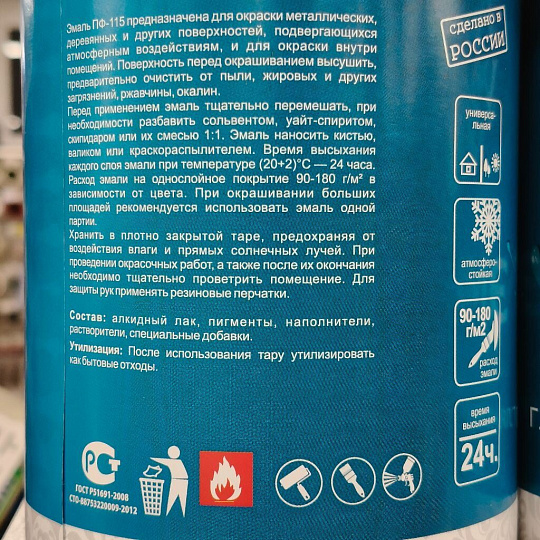 Эмаль ПФ-115 предназначена для окраски металлических,
деревянных и других поверхностей, подвергающихся
атмосферным воздействиям, и для окраски внутри
помещений. Поверхность перед окрашиванием высушить,
предварительно очистить от пыли, жировых и других
загрязнений, ржавчины, окалин.
Перед применением эмаль тщательно перемешать, при
необходимости разбавить сольвентом, уайт-спиритом,
скипидаром или их смесью 1:1. Эмаль наносить кистью,
валиком или краскораспылителем. Время высыхания
каждого слоя эмали при температуре (20+2)°С — 24 часа.
Расход эмали на однослойное покрытие 90-180 г/м² в
зависимости от цвета. При окрашивании больших
площадей рекомендуется использовать эмаль одной
партии.
Хранить в плотно закрытой таре, предохраняя от
воздействия влаги и прямых солнечных лучей. При
проведении окрасочных работ, а также после их окончания
необходимо тщательно проветрить помещение. Для
защиты рук применять резиновые перчатки.
Состав: алкидный лак, пигменты, наполнители,
растворители, специальные добавки.
Утилизация: После использования тару утилизировать
как бытовые отходы.
РСТ
ГОСТ Р51691-2008
СТО-88753220009-2012
сделано в
РОССИИ
универса-
льная
атмосферо-
стойкая
90-180
г/м2
расход
эмали
время
высыхания
24ч.